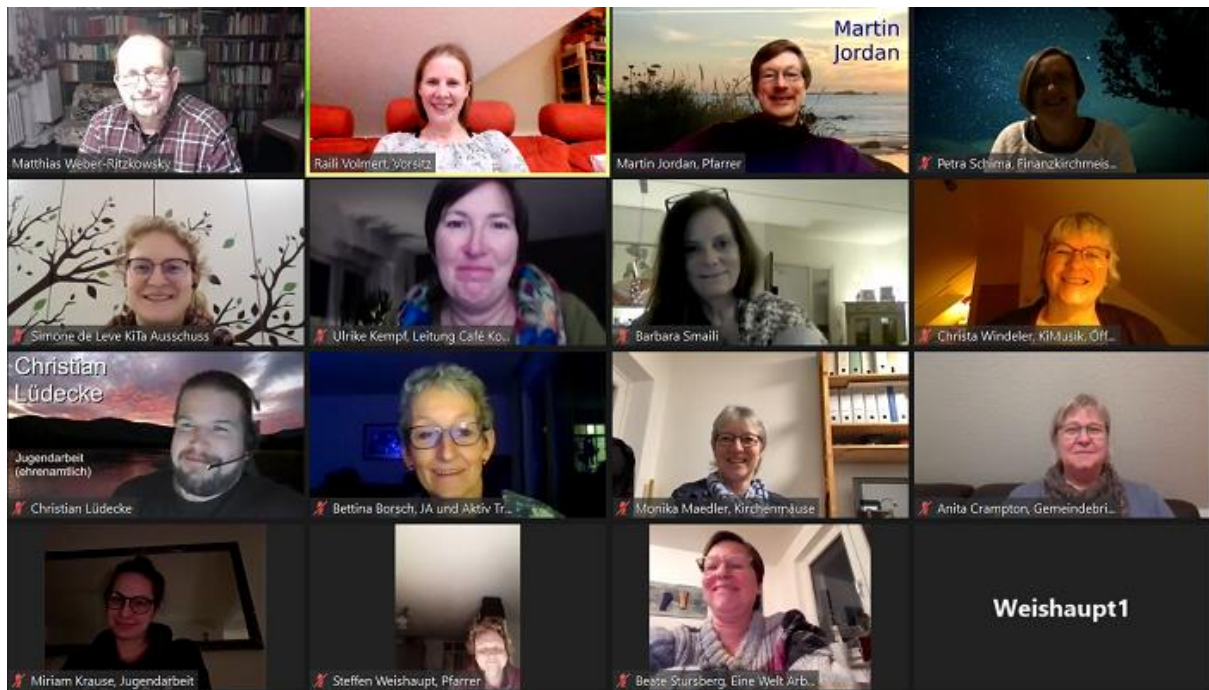 Matthias Weber-Ritzkowsky
Raili Volmert, Vorsitz
Martin
Jordan
Martin Jordan, Pfarrer
Petra Schima, Finanzkirchmeis...
Simone de Leve KiTa Ausschuss
Ulrike Kempf, Leitung Café Ko...
Barbara Smaili
Christa Windeler, KiMusik, Öff...
Christian
Lüdecke
Jugendarbeit
(ehrenamtlich)
Christian Lüdecke
Bettina Borsch, JA und Aktiv Tr...
Monika Maedler, Kirchenmäuse
Anita Crampton, Gemeindebri...
Miriam Krause, Jugendarbeit
Steffen Weishaupt, Pfarrer
Beate Stursberg, Eine Welt Arb...
Weishaupt1